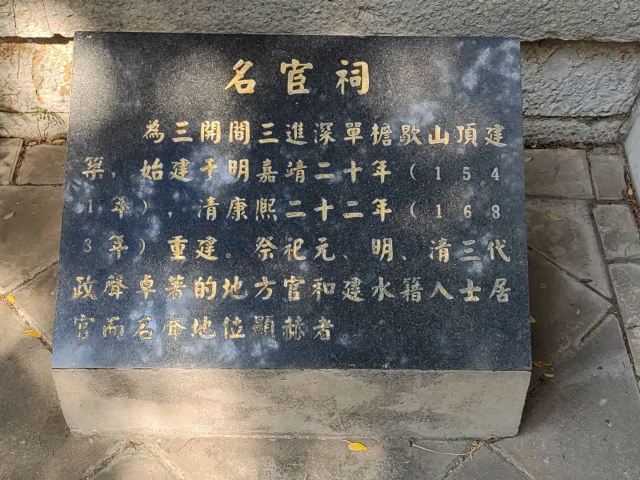 名宦祠
為三開間三進深單檐歇山頂建
築，始建于明嘉靖二十年（154
1年），清康熙二十二年（168
3年）重建。祭祀元、明、清三代
政聲卓著的地方官和建水籍人士居
官而名聲地位顯赫者